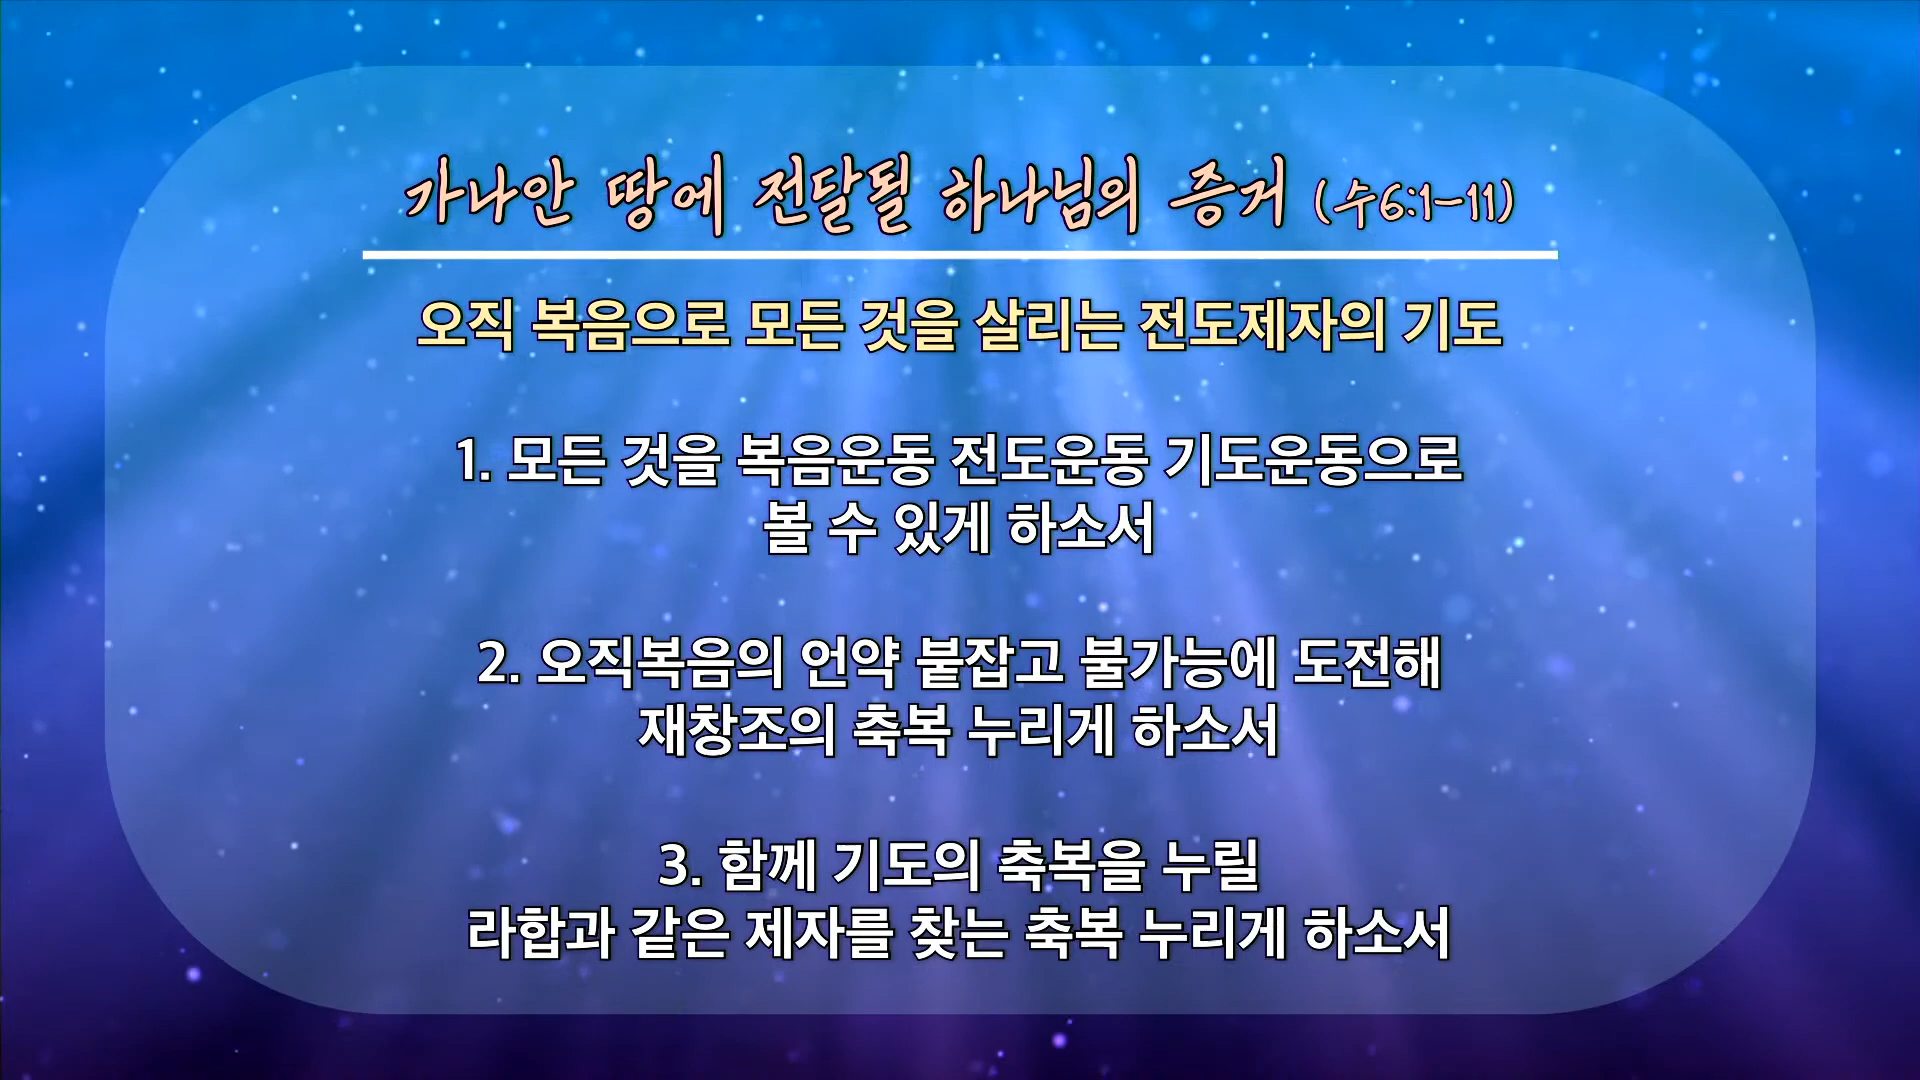 가나안 땅에 전달될 하나님의 증거 (수6:1-11)
오직 복음으로 모든 것을 살리는 전도제자의 기도
1. 모든 것을 복음운동 전도운동 기도운동으로
볼 수 있게 하소서
2. 오직복음의 언약 붙잡고 불가능에 도전해
재창조의 축복 누리게 하소서
3. 함께 기도의 축복을 누릴
라합과 같은 제자를 찾는 축복 누리게 하소서